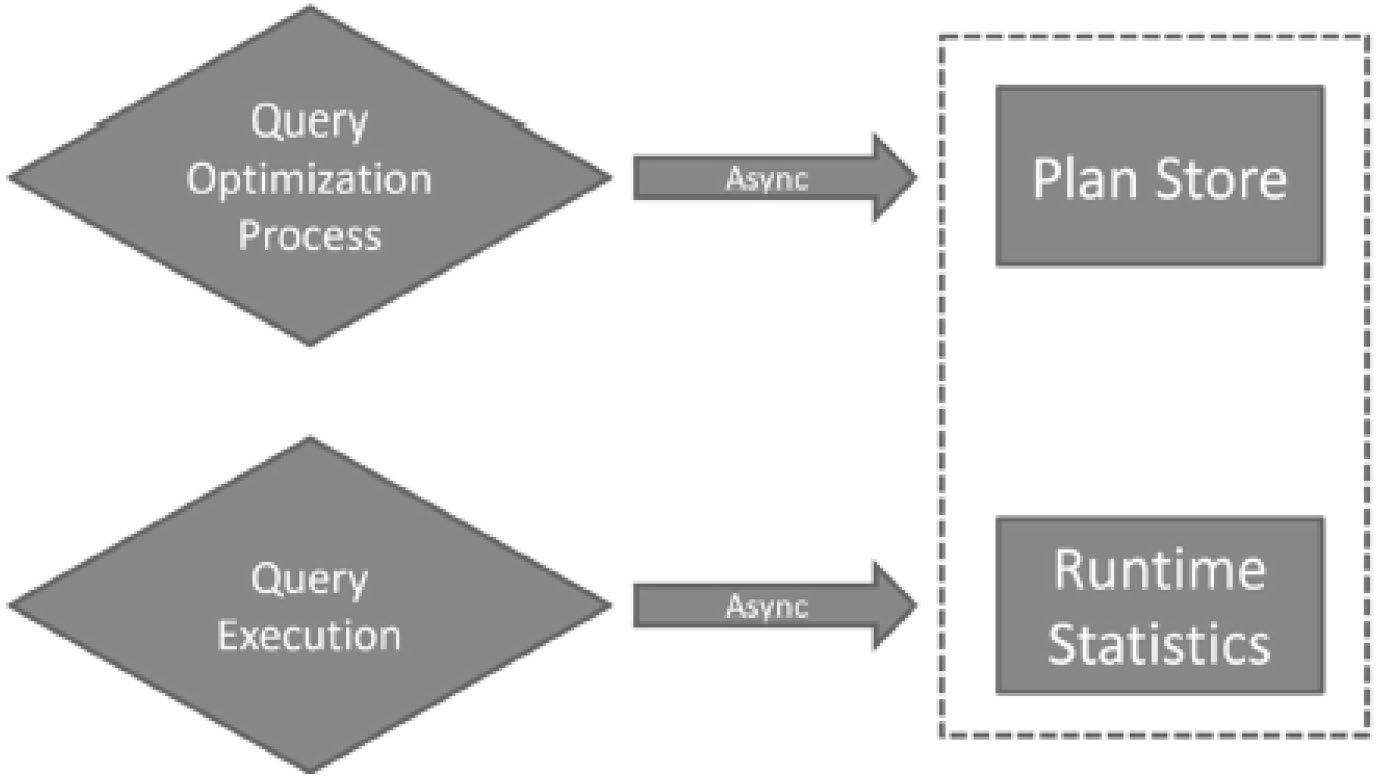 Query
Optimization
Process
Async
Plan Store
Query
Execution
Async
Runtime
Statistics